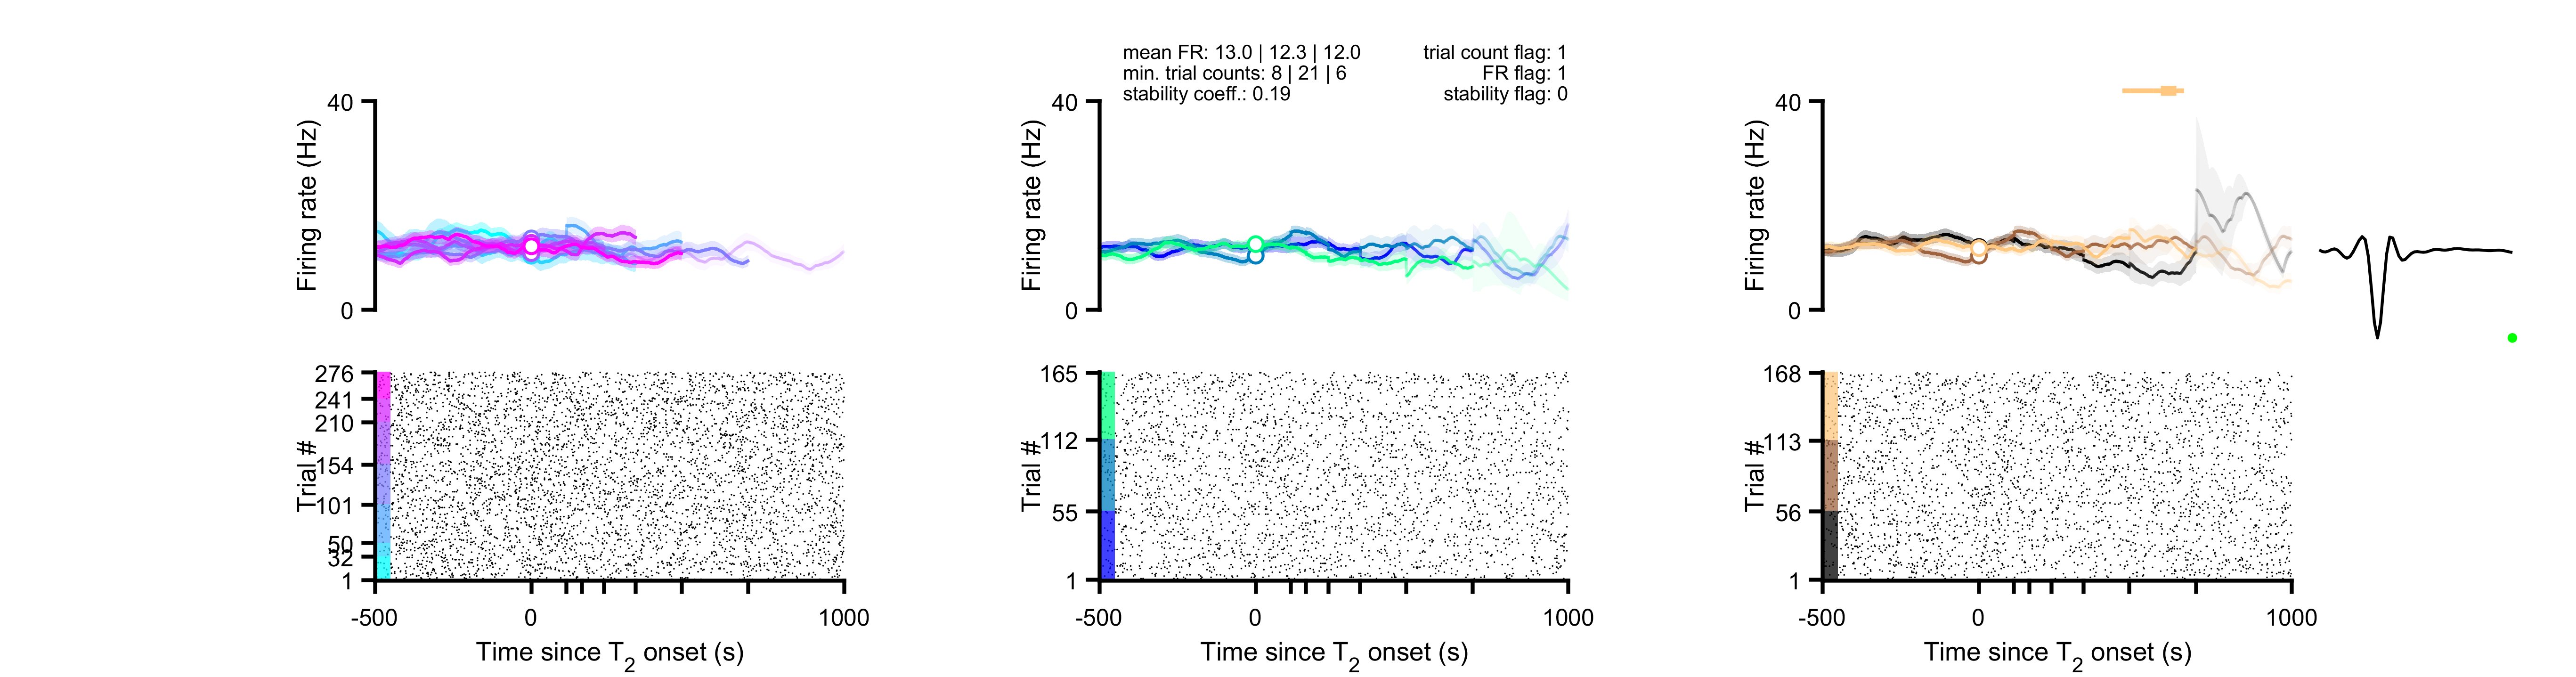 mean FR: 13.0 | 12.3 | 12.0
min. trial counts: 8 | 21 | 6
stability coeff.: 0.19
trial count flag: 1
FR flag: 1
stability flag: 0
40
Firing rate (Hz)
0
276
241
210
154
101
50
32
1
Trial #
-500
0
1000
Time since T2 onset (s)
40
Firing rate (Hz)
0
165
112
55
1
Trial #
-500
0
1000
Time since T2 onset (s)
40
Firing rate (Hz)
0
168
113
56
1
Trial #
-500
0
1000
Time since T2 onset (s)